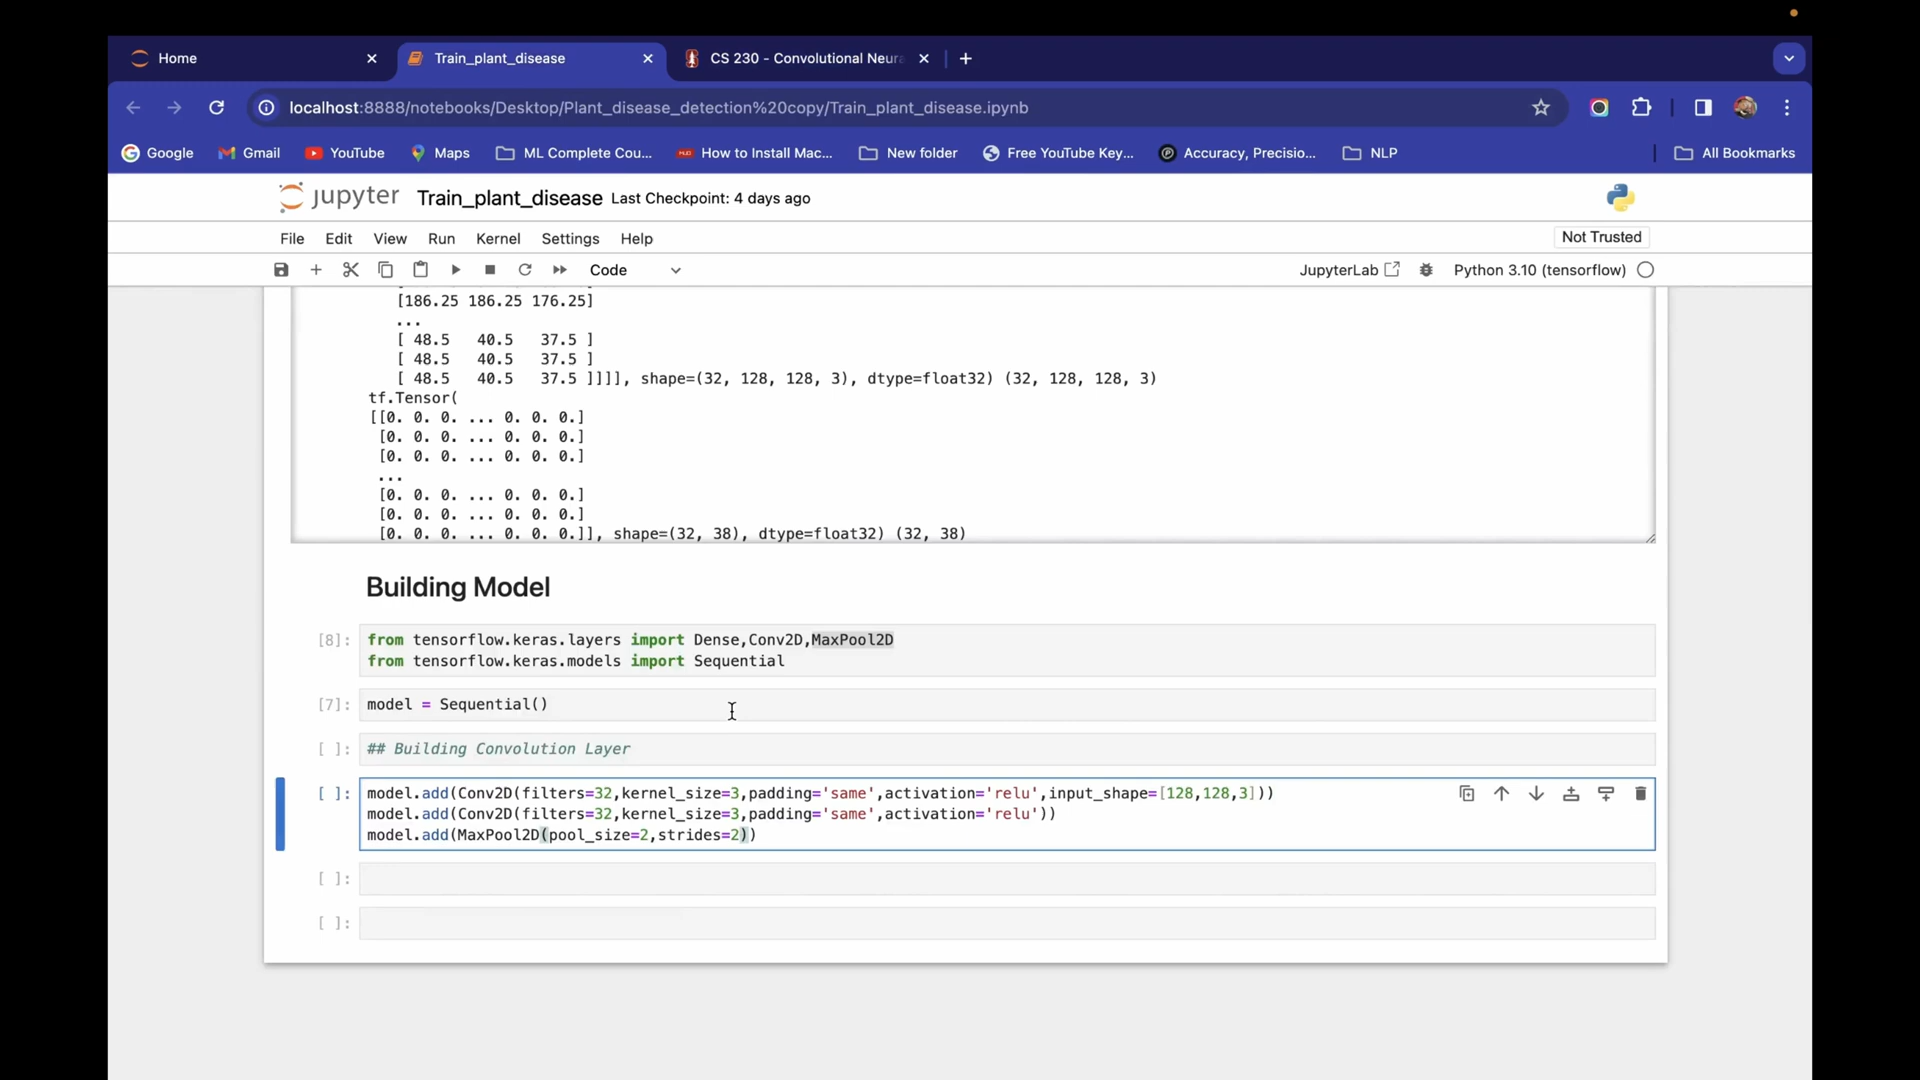 Home
Train_plant_disease
CS 230 - Convolutional Neura
localhost:8888/notebooks/Desktop/Plant_disease_detection%20copy/Train_plant_disease.ipynb
Google
Gmail
YouTube
Maps
ML Complete Cou...
How to Install Mac...
New folder
Free YouTube Key...
Accuracy, Precisio...
NLP
All Bookmarks
jupyter Train_plant_disease Last Checkpoint: 4 days ago
File Edit View Run Kernel Settings Help
Not Trusted
Code
JupyterLab
Python 3.10 (tensorflow)
[186.25 186.25 176.25]
...
[ 48.5   40.5   37.5 ]
[ 48.5   40.5   37.5 ]
[ 48.5   40.5   37.5 ]]]], shape=(32, 128, 128, 3), dtype=float32) (32, 128, 128, 3)
tf.Tensor(
[[0. 0. 0. ... 0. 0. 0.]
[0. 0. 0. ... 0. 0. 0.]
[0. 0. 0. ... 0. 0. 0.]
...
[0. 0. 0. ... 0. 0. 0.]
[0. 0. 0. ... 0. 0. 0.]
[0. 0. 0. ... 0. 0. 0.]], shape=(32, 38), dtype=float32) (32, 38)
Building Model
[8]: from tensorflow.keras.layers import Dense,Conv2D,MaxPool2D
from tensorflow.keras.models import Sequential
[7]: model = Sequential()
[ ]: ## Building Convolution Layer
[ ]: model.add(Conv2D(filters=32,kernel_size=3,padding='same',activation='relu',input_shape=[128,128,3]))
model.add(Conv2D(filters=32,kernel_size=3,padding='same',activation='relu'))
model.add(MaxPool2D(pool_size=2,strides=2))
[ ]:
[ ]: